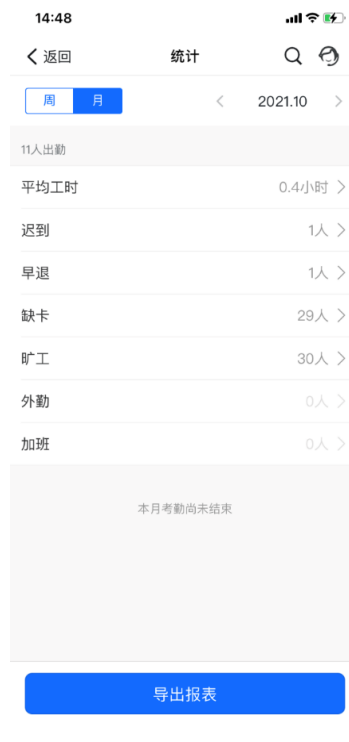 14:48
返回 统计
周 月 2021.10
11人出勤
平均工时 0.4小时
迟到 1人
早退 1人
缺卡 29人
旷工 30人
外勤 0人
加班 0人
本月考勤尚未结束
导出报表